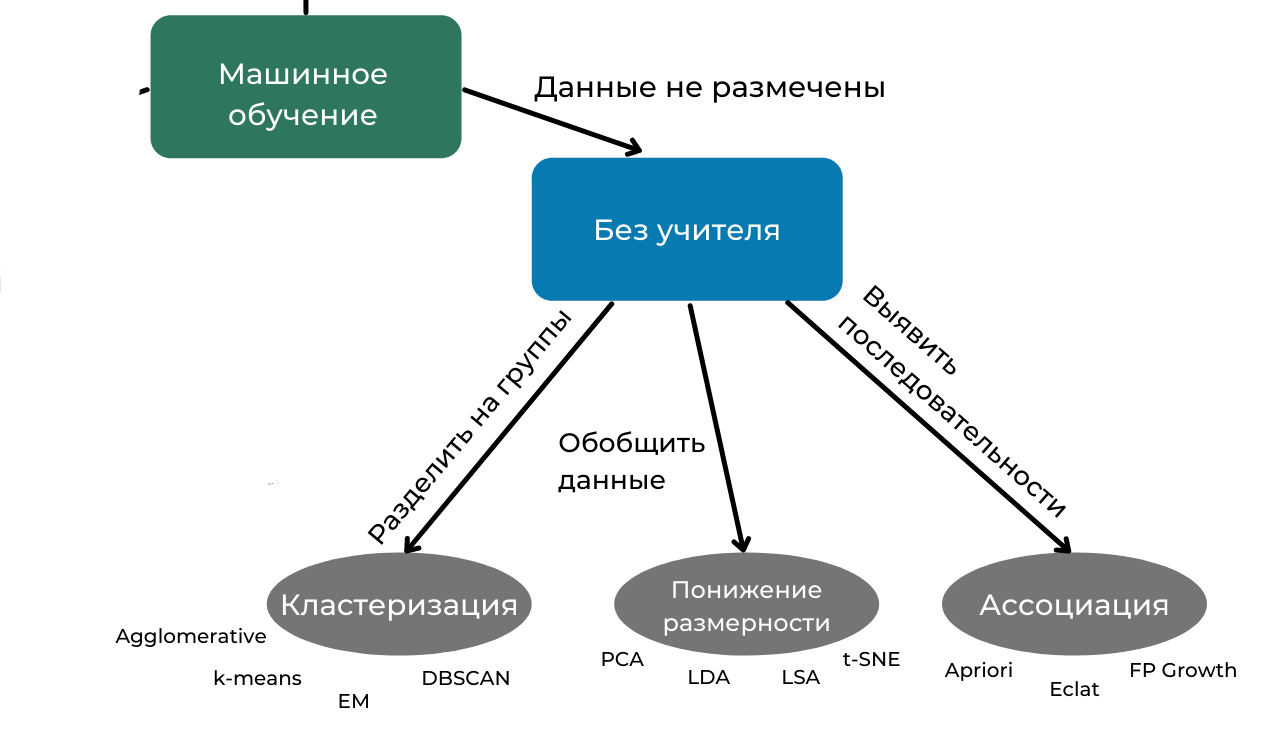 Машинное
обучение
Данные не размечены
Без учителя
Разделить на группы
Обобщить
данные
Выявить
последовательности
Кластеризация
Понижение
размерности
Ассоциация
Agglomerative
k-means
EM
DBSCAN
PCA
LDA
LSA
t-SNE
Apriori
Eclat
FP Growth